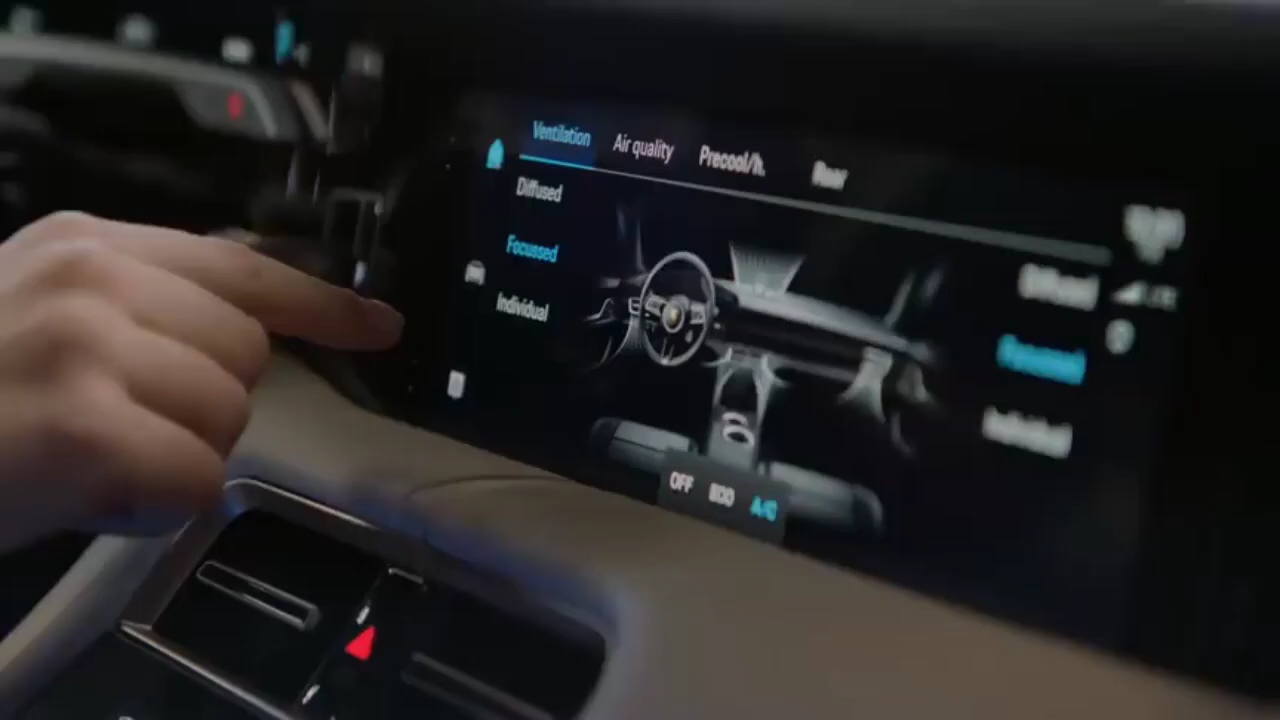 Ventilation Air quality Precool/h. Rear
Diffused Diffused
Focussed Focussed
Individual Individual
OFF ECO A/C